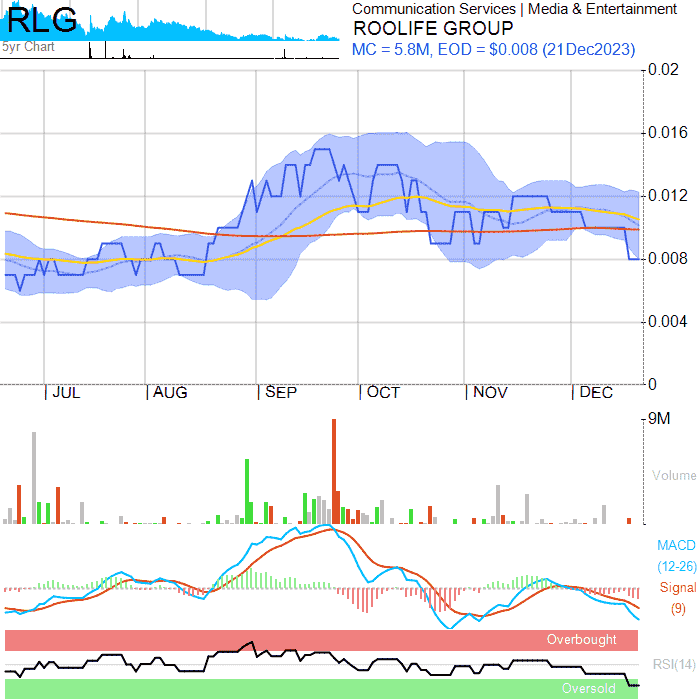 RLG
5yr Chart
Communication Services | Media & Entertainment
ROOLIFE GROUP
MC = 5.8M, EOD = $0.008 (21Dec2023)
0.02
0.016
0.012
0.008
0.004
0
JUL AUG SEP OCT NOV DEC
9M
Volume
MACD
(12-26)
Signal
(9)
Overbought
RSI(14)
Oversold